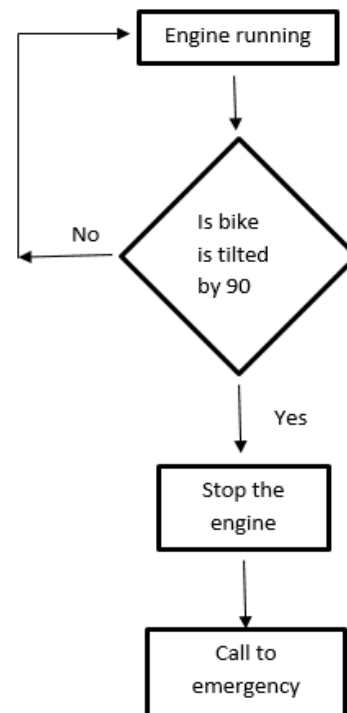 Engine running
No
Is bike
is tilted
by 90
Yes
Stop the
engine
Call to
emergency